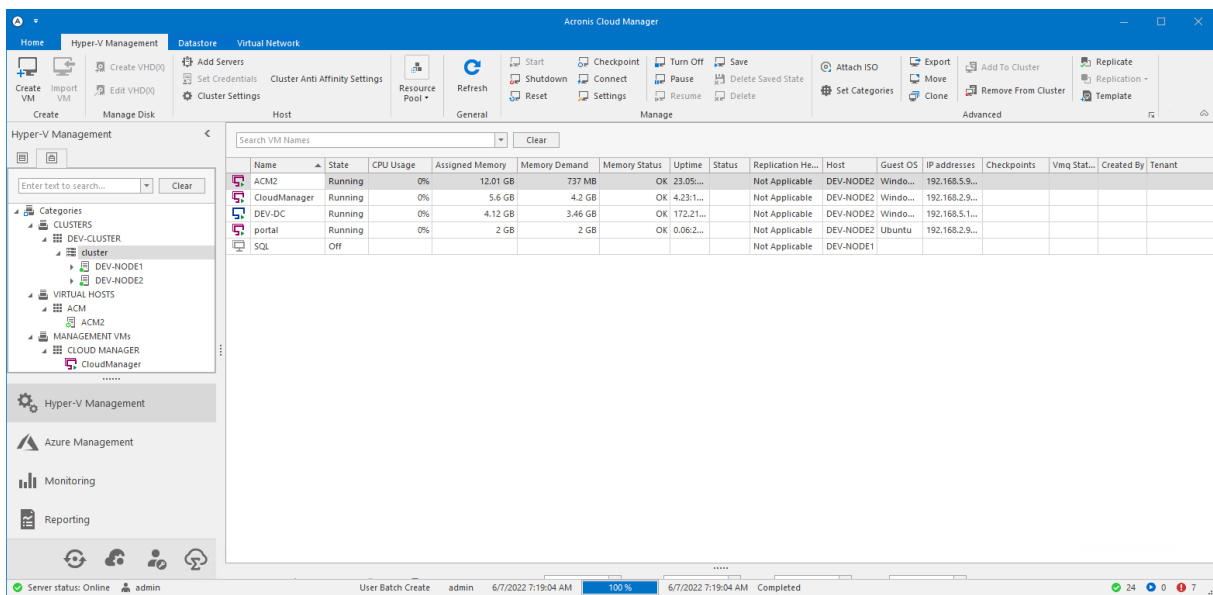 Acronis Cloud Manager
Home Hyper-V Management Datastore Virtual Network
Create VM
Import VM
Create VHD(X)
Edit VHD(X)
Add Servers
Set Credentials Cluster Anti Affinity Settings
Cluster Settings
Resource Pool
Refresh
Start Checkpoint Turn Off Save
Shutdown Connect Pause Delete Saved State
Reset Settings Resume Delete
Attach ISO
Set Categories
Export
Move
Clone
Add To Cluster
Remove From Cluster
Replicate
Replication
Template
Create Manage Disk Host General Manage Advanced
Hyper-V Management
Enter text to search... Clear
Categories
CLUSTERS
DEV-CLUSTER
cluster
DEV-NODE1
DEV-NODE2
VIRTUAL HOSTS
ACM
ACM2
MANAGEMENT VMs
CLOUD MANAGER
CloudManager
Hyper-V Management
Azure Management
Monitoring
Reporting
Search VM Names Clear
Name State CPU Usage Assigned Memory Memory Demand Memory Status Uptime Status Replication He... Host Guest OS IP addresses Checkpoints Vmq Stat... Created By Tenant
ACM2 Running 0% 12.01 GB 737 MB OK 23.05:... Not Applicable DEV-NODE2 Windo... 192.168.5.9...
CloudManager Running 0% 5.6 GB 4.2 GB OK 4.23:1... Not Applicable DEV-NODE2 Windo... 192.168.2.9...
DEV-DC Running 0% 4.12 GB 3.46 GB OK 172.21... Not Applicable DEV-NODE2 Windo... 192.168.5.1...
portal Running 0% 2 GB 2 GB OK 0.06:2... Not Applicable DEV-NODE2 Ubuntu 192.168.2.9...
SQL Off Not Applicable DEV-NODE1
Server status: Online admin User Batch Create admin 6/7/2022 7:19:04 AM 100 % 6/7/2022 7:19:04 AM Completed 24 0 7